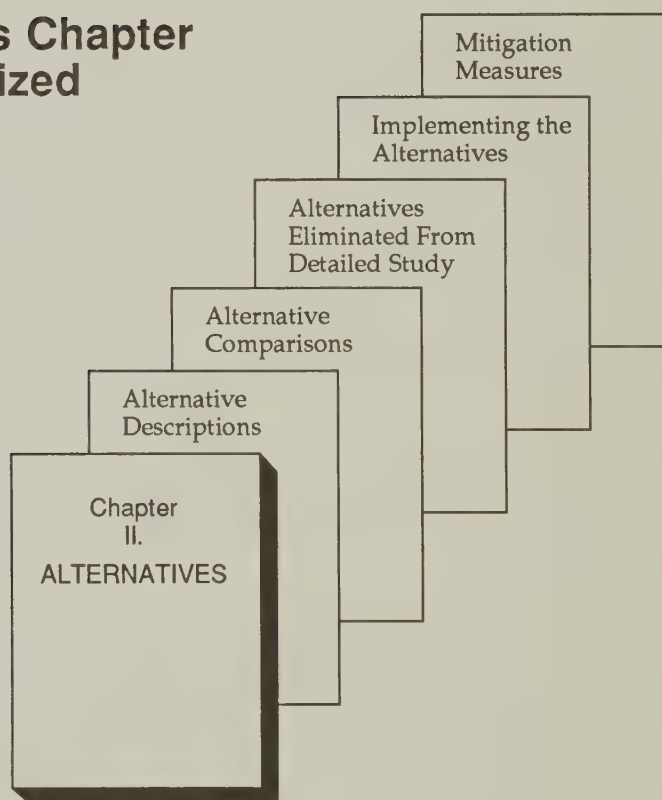 s Chapter
ized
Mitigation
Measures
Implementing the
Alternatives
Alternatives
Eliminated From
Detailed Study
Alternative
Comparisons
Alternative
Descriptions
Chapter
II.
ALTERNATIVES